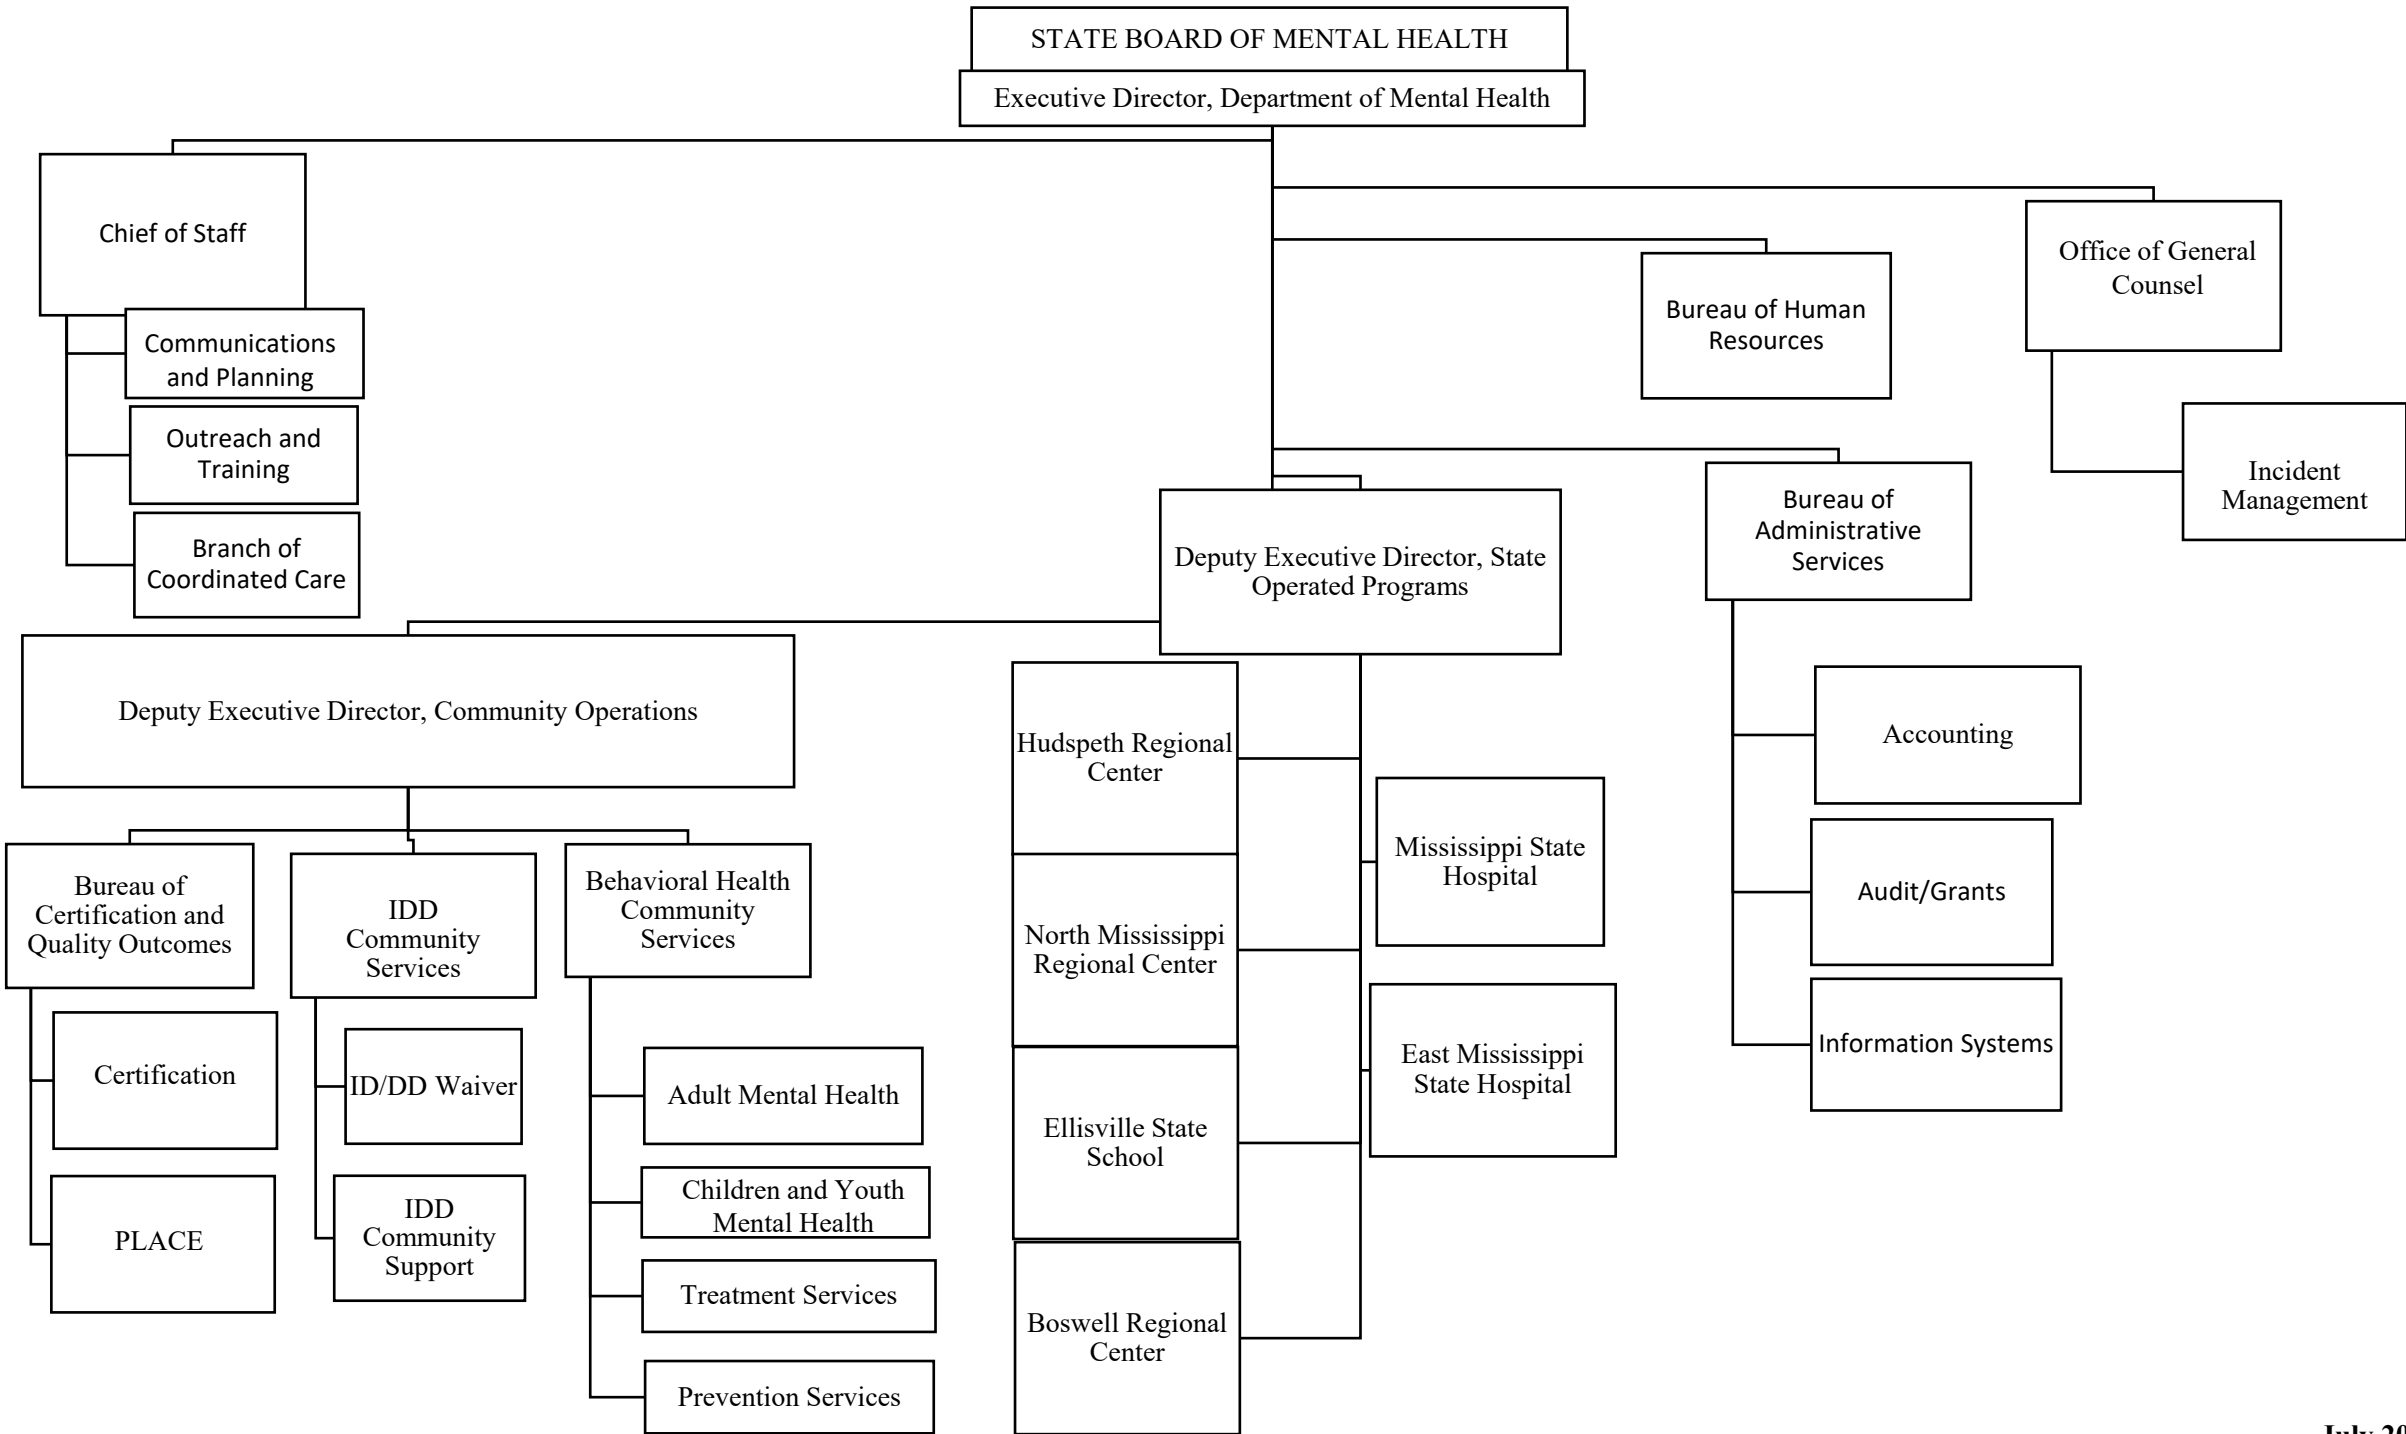 STATE BOARD OF MENTAL HEALTH
Executive Director, Department of Mental Health
Chief of Staff
Communications
and Planning
Outreach and
Training
Branch of
Coordinated Care
Office of General
Counsel
Incident
Management
Bureau of Human
Resources
Bureau of
Administrative
Services
Accounting
Audit/Grants
Information Systems
Deputy Executive Director, State
Operated Programs
Hudspeth Regional
Center
North Mississippi
Regional Center
Ellisville State
School
Boswell Regional
Center
Mississippi State
Hospital
East Mississippi
State Hospital
Deputy Executive Director, Community Operations
Bureau of
Certification and
Quality Outcomes
Certification
PLACE
IDD
Community
Services
ID/DD Waiver
IDD
Community
Support
Behavioral Health
Community
Services
Adult Mental Health
Children and Youth
Mental Health
Treatment Services
Prevention Services
July